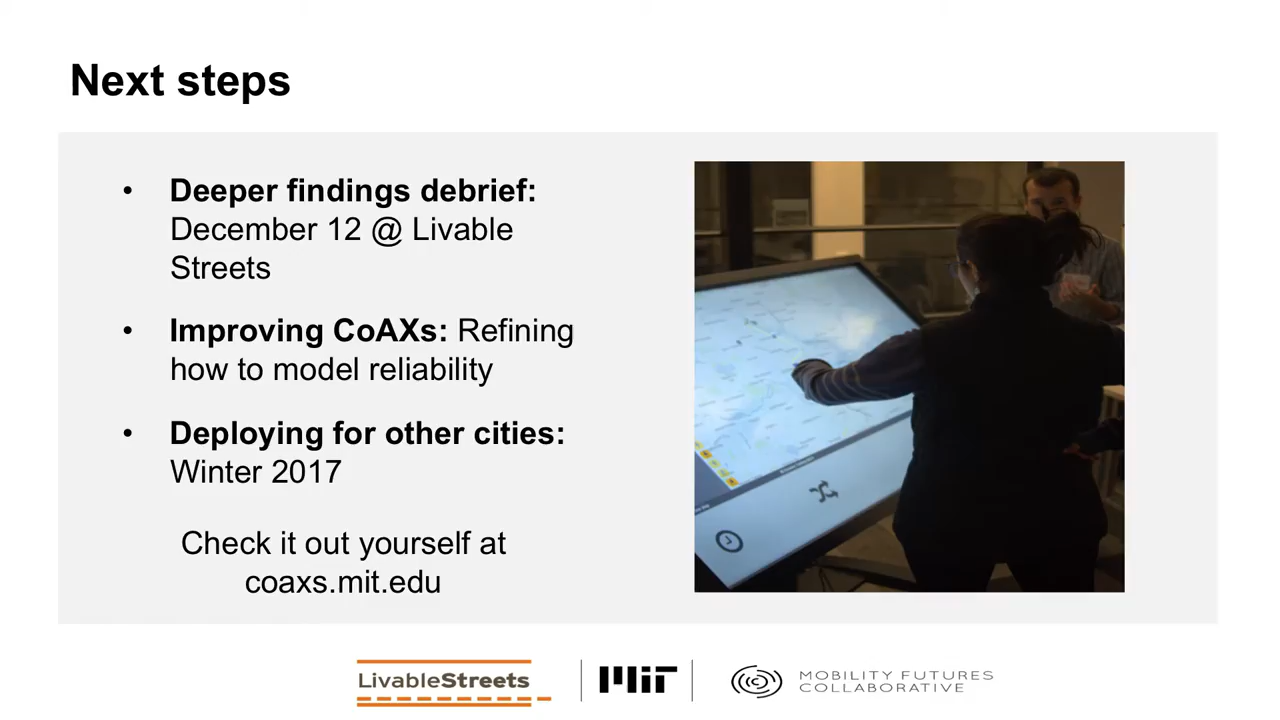 Next steps
• Deeper findings debrief:
December 12 @ Livable
Streets
• Improving CoAXs: Refining
how to model reliability
• Deploying for other cities:
Winter 2017
Check it out yourself at
coaxs.mit.edu
LivableStreets
MIT
MOBILITY FUTURES
COLLABORATIVE